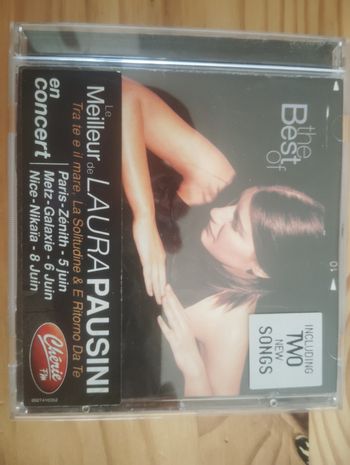 the
Best
Of
INCLUDING
TWO
NEW
SONGS
Le
Meilleur de LAURA PAUSINI
Tra te e il mare, La Solitudine & E Ritorno Da Te
en
concert
Paris-Zénith - 5 juin
Metz-Galaxie - 6 Juin
Nice-Nikaïa - 8 Juin
Chérie
FM